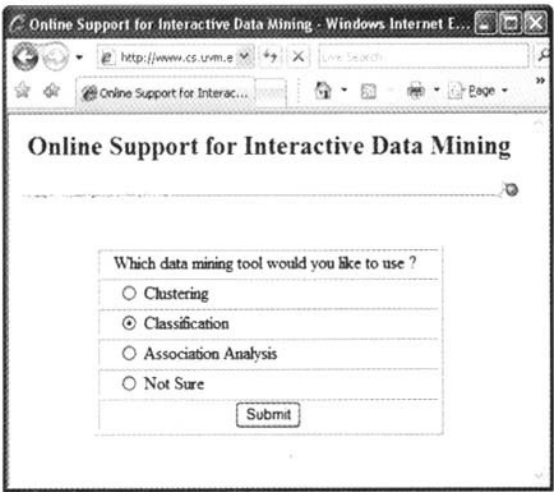 Online Support for Interactive Data Mining - Windows Internet E...
http://www.cs.uvm.e
Live Search
Online Support for Interac...
Page
Online Support for Interactive Data Mining
Which data mining tool would you like to use ?
Clustering
Classification
Association Analysis
Not Sure
Submit